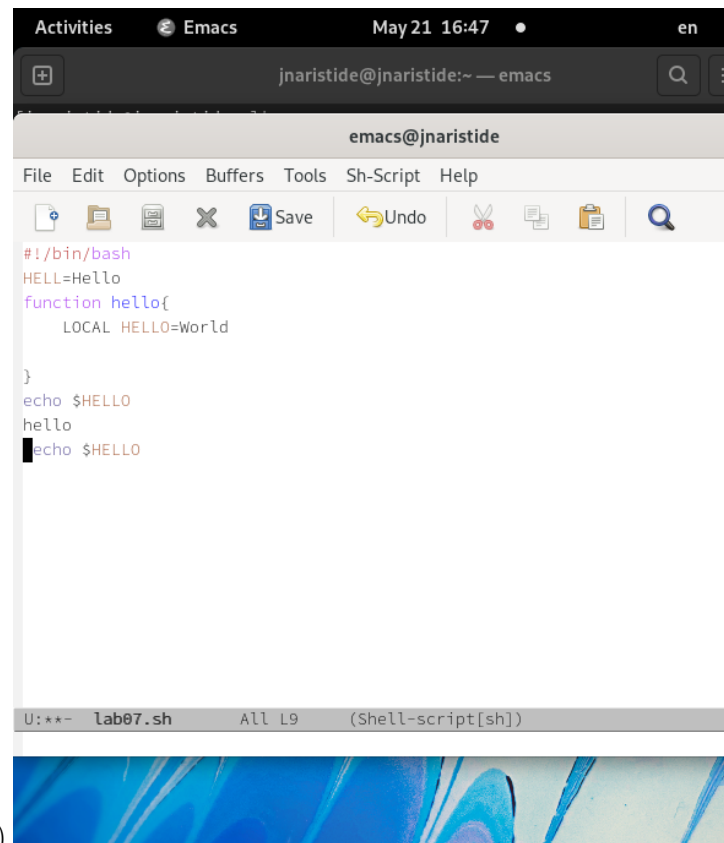 Activities Emacs May 21 16:47 en
jnaristide@jnaristide:~ — emacs
emacs@jnaristide
File Edit Options Buffers Tools Sh-Script Help
Save Undo
#!/bin/bash
HELL=Hello
function hello{
    LOCAL HELLO=World
}
echo $HELLO
hello
 echo $HELLO
U:**- lab07.sh All L9 (Shell-script[sh])
)